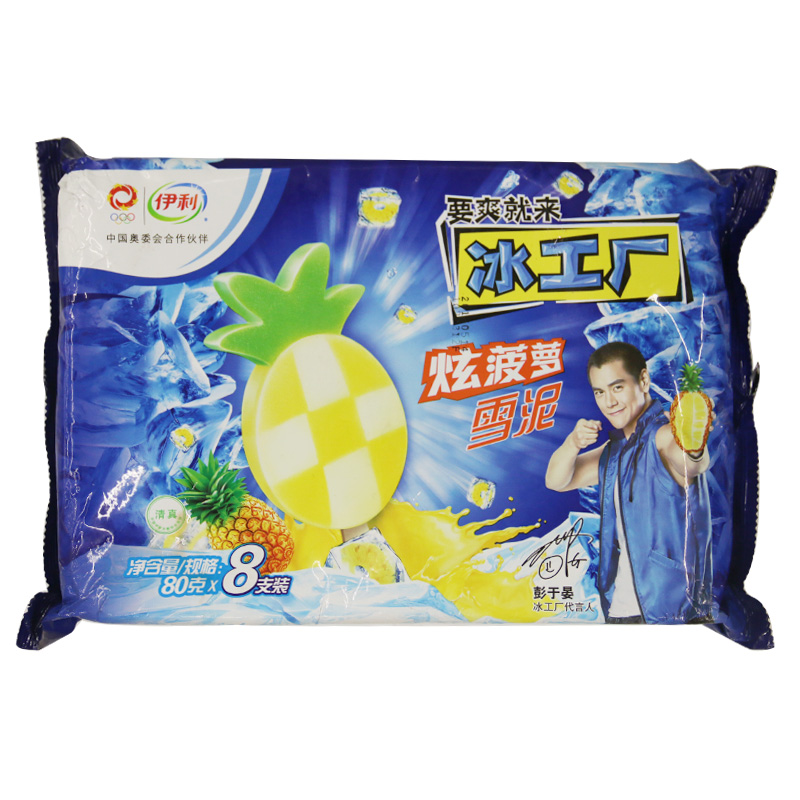 伊利
中国奥委会合作伙伴
要爽就来
冰工厂
炫菠萝
雪泥
清真
净含量/规格:
80克x8支装
彭于晏
冰工厂代言人